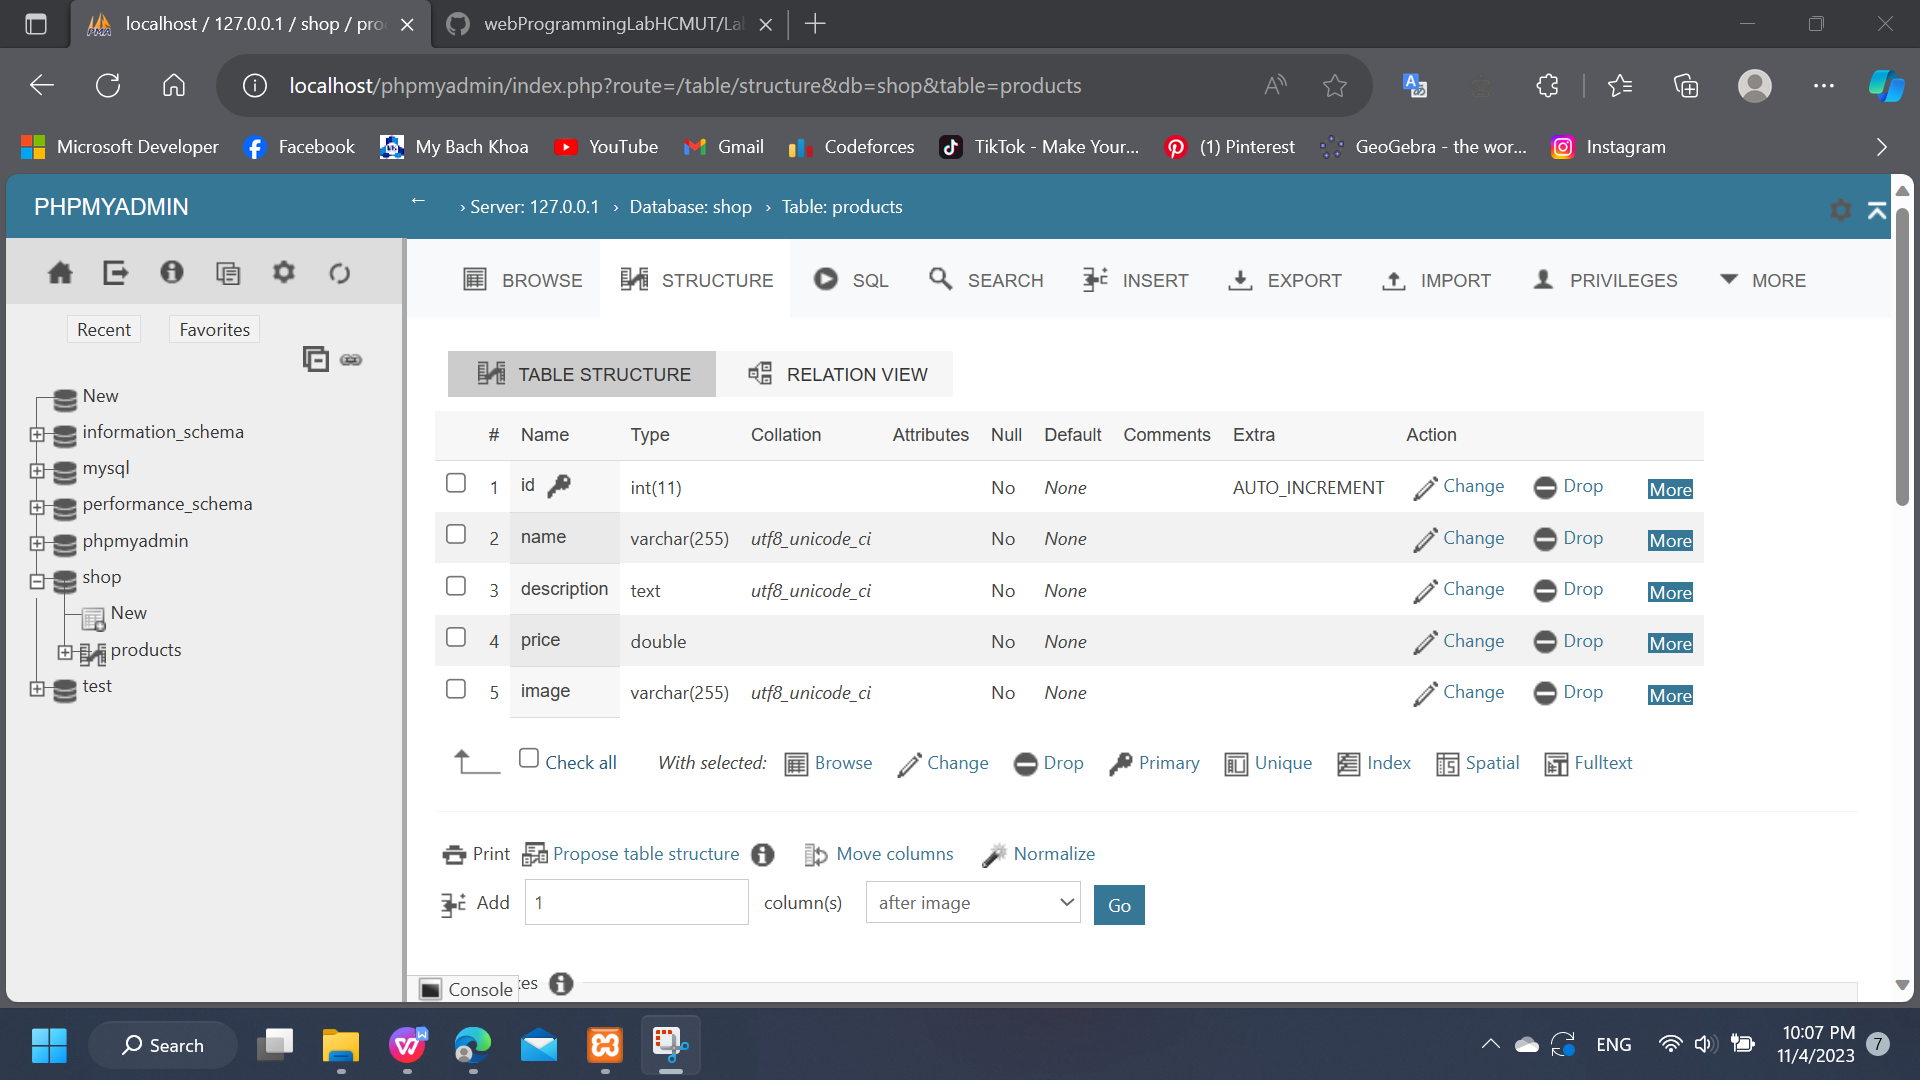 localhost / 127.0.0.1 / shop / pro
webProgrammingLabHCMUT/La
localhost/phpmyadmin/index.php?route=/table/structure&db=shop&table=products
Microsoft Developer
Facebook
My Bach Khoa
YouTube
Gmail
Codeforces
TikTok - Make Your...
(1) Pinterest
GeoGebra - the wor...
Instagram
PHPMYADMIN
← › Server: 127.0.0.1 › Database: shop › Table: products
BROWSE STRUCTURE SQL SEARCH INSERT EXPORT IMPORT PRIVILEGES MORE
Recent Favorites
New
information_schema
mysql
performance_schema
phpmyadmin
shop
New
products
test
TABLE STRUCTURE RELATION VIEW
# Name Type Collation Attributes Null Default Comments Extra Action
1 id int(11) No None AUTO_INCREMENT Change Drop More
2 name varchar(255) utf8_unicode_ci No None Change Drop More
3 description text utf8_unicode_ci No None Change Drop More
4 price double No None Change Drop More
5 image varchar(255) utf8_unicode_ci No None Change Drop More
Check all With selected: Browse Change Drop Primary Unique Index Spatial Fulltext
Print Propose table structure Move columns Normalize
Add 1 column(s) after image Go
Console
Search
ENG
10:07 PM
11/4/2023
7